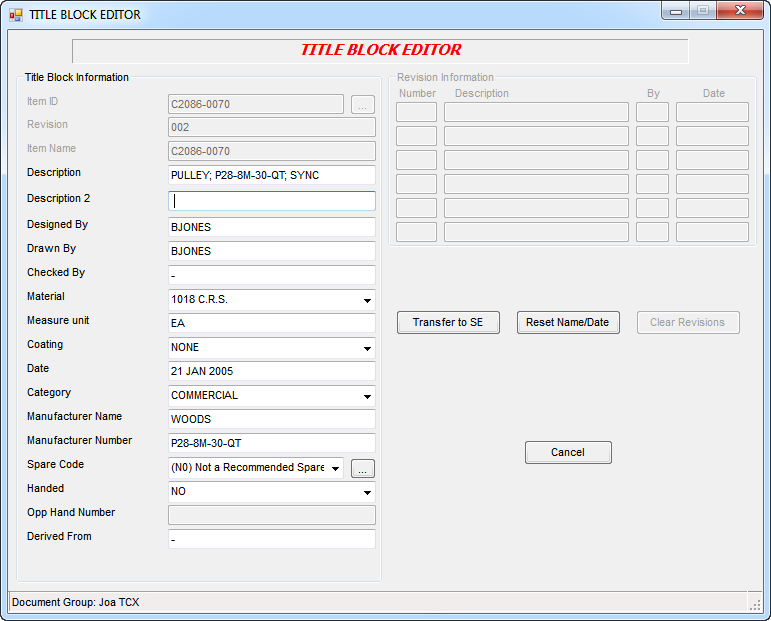 TITLE BLOCK EDITOR
TITLE BLOCK EDITOR
Title Block Information
Item ID C2086-0070 ...
Revision 002
Item Name C2086-0070
Description PULLEY; P28-8M-30-QT; SYNC
Description 2
Designed By BJONES
Drawn By BJONES
Checked By -
Material 1018 C.R.S.
Measure unit EA
Coating NONE
Date 21 JAN 2005
Category COMMERCIAL
Manufacturer Name WOODS
Manufacturer Number P28-8M-30-QT
Spare Code (N0) Not a Recommended Spare ...
Handed NO
Opp Hand Number
Derived From -
Revision Information
Number Description By Date
Transfer to SE Reset Name/Date Clear Revisions
Cancel
Document Group: Joa TCX